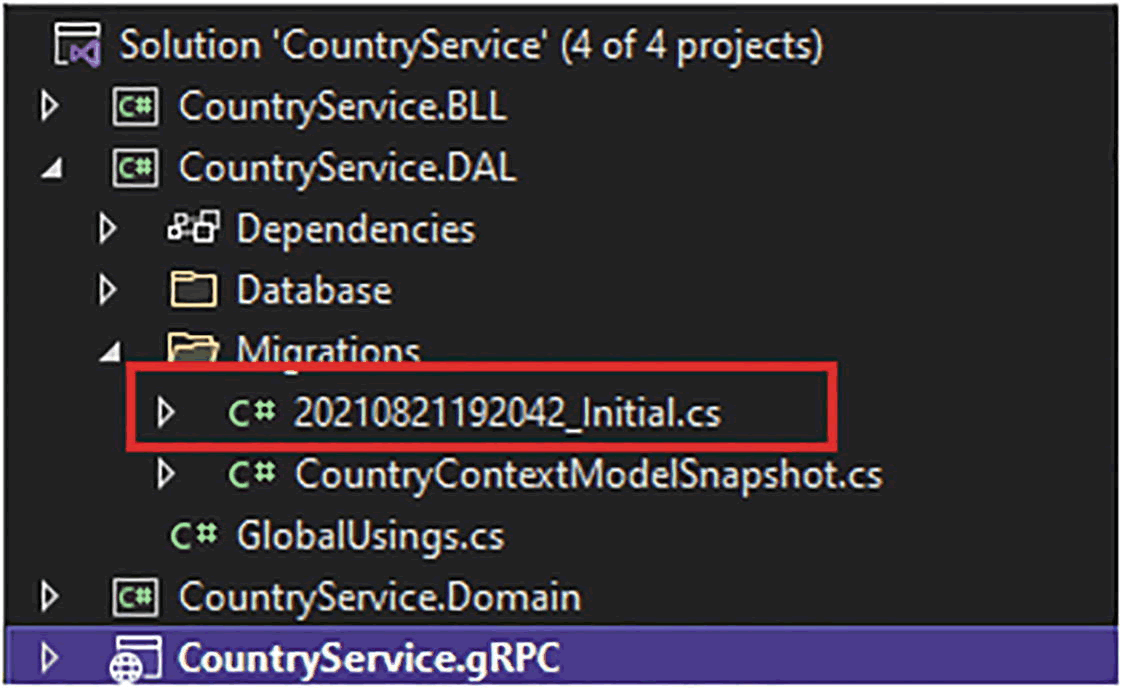 Solution 'CountryService' (4 of 4 projects)
C# CountryService.BLL
C# CountryService.DAL
Dependencies
Database
Migrations
C# 20210821192042_Initial.cs
C# CountryContextModelSnapshot.cs
C# GlobalUsings.cs
C# CountryService.Domain
CountryService.gRPC